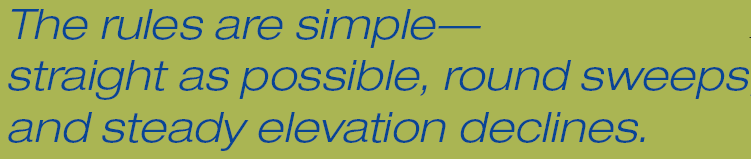 The rules are simple—
straight as possible, round sweeps
and steady elevation declines.